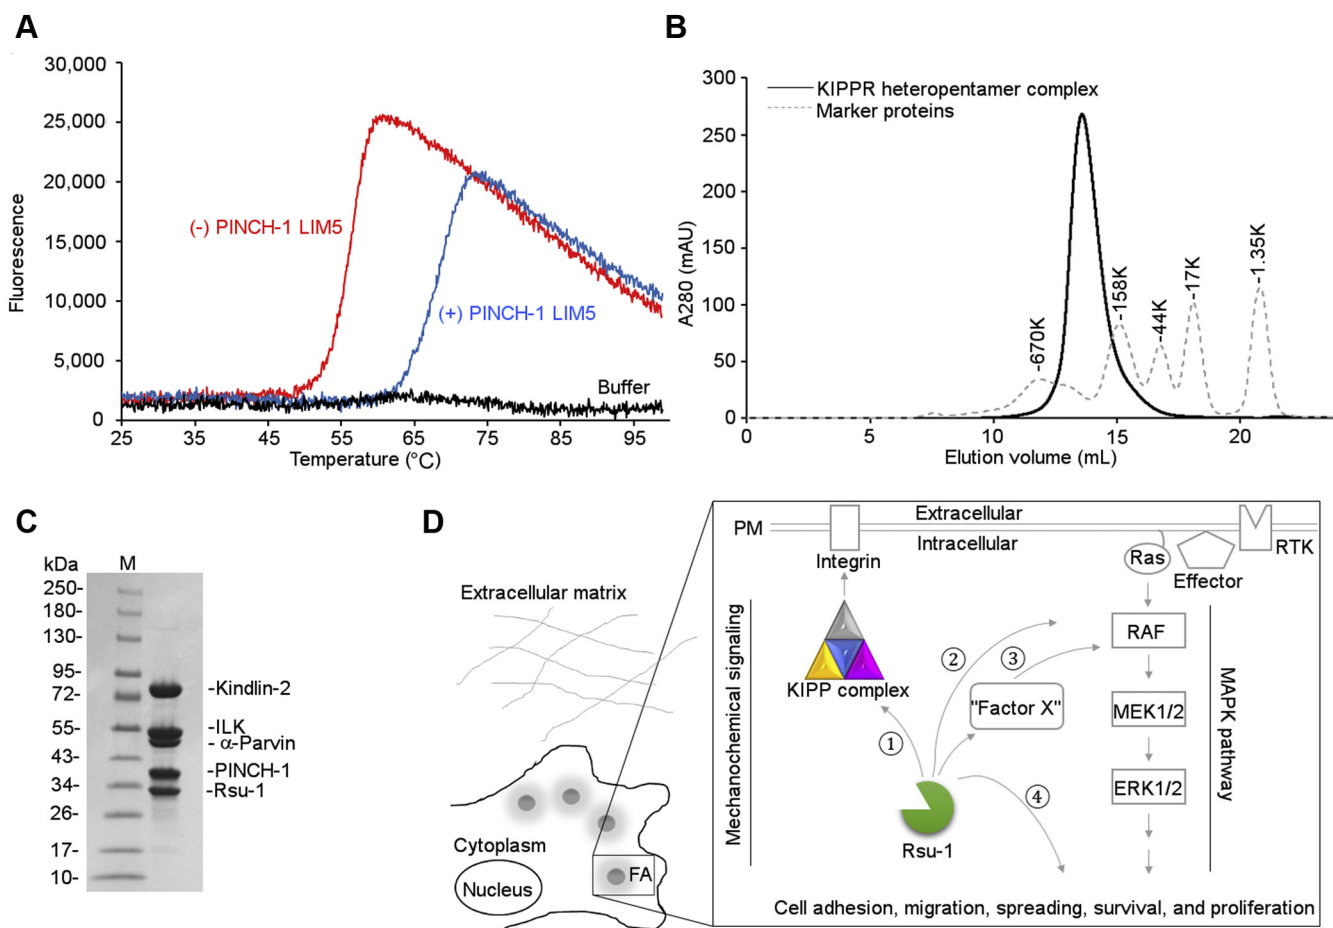 A
30,000
25,000
20,000
15,000
10,000
5,000
0
Fluorescence
(-) PINCH-1 LIM5
(+) PINCH-1 LIM5
Buffer
25 35 45 55 65 75 85 95
Temperature (°C)
B
300
250
200
150
100
50
0
A280 (mAU)
KIPPR heteropentamer complex
Marker proteins
-670K
-158K
-44K
-17K
-1.35K
0 5 10 15 20
Elution volume (mL)
C
kDa M
250-
180-
130-
95-
72-
55-
43-
34-
26-
17-
10-
-Kindlin-2
-ILK
- α-Parvin
-PINCH-1
-Rsu-1
D
Extracellular matrix
Cytoplasm
Nucleus
FA
PM
Extracellular
Intracellular
Integrin
Ras
Effector
RTK
Mechanochemical signaling
KIPP complex
①
②
③
④
"Factor X"
Rsu-1
RAF
MEK1/2
ERK1/2
MAPK pathway
Cell adhesion, migration, spreading, survival, and proliferation